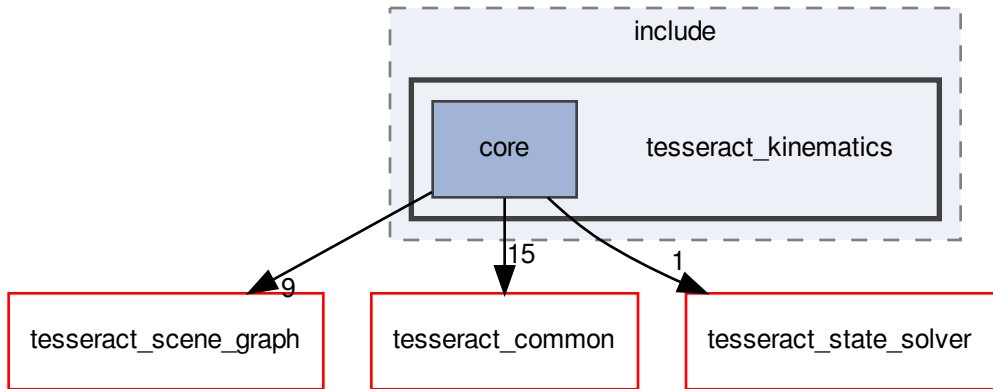 include
core
tesseract_kinematics
9
15
1
tesseract_scene_graph
tesseract_common
tesseract_state_solver